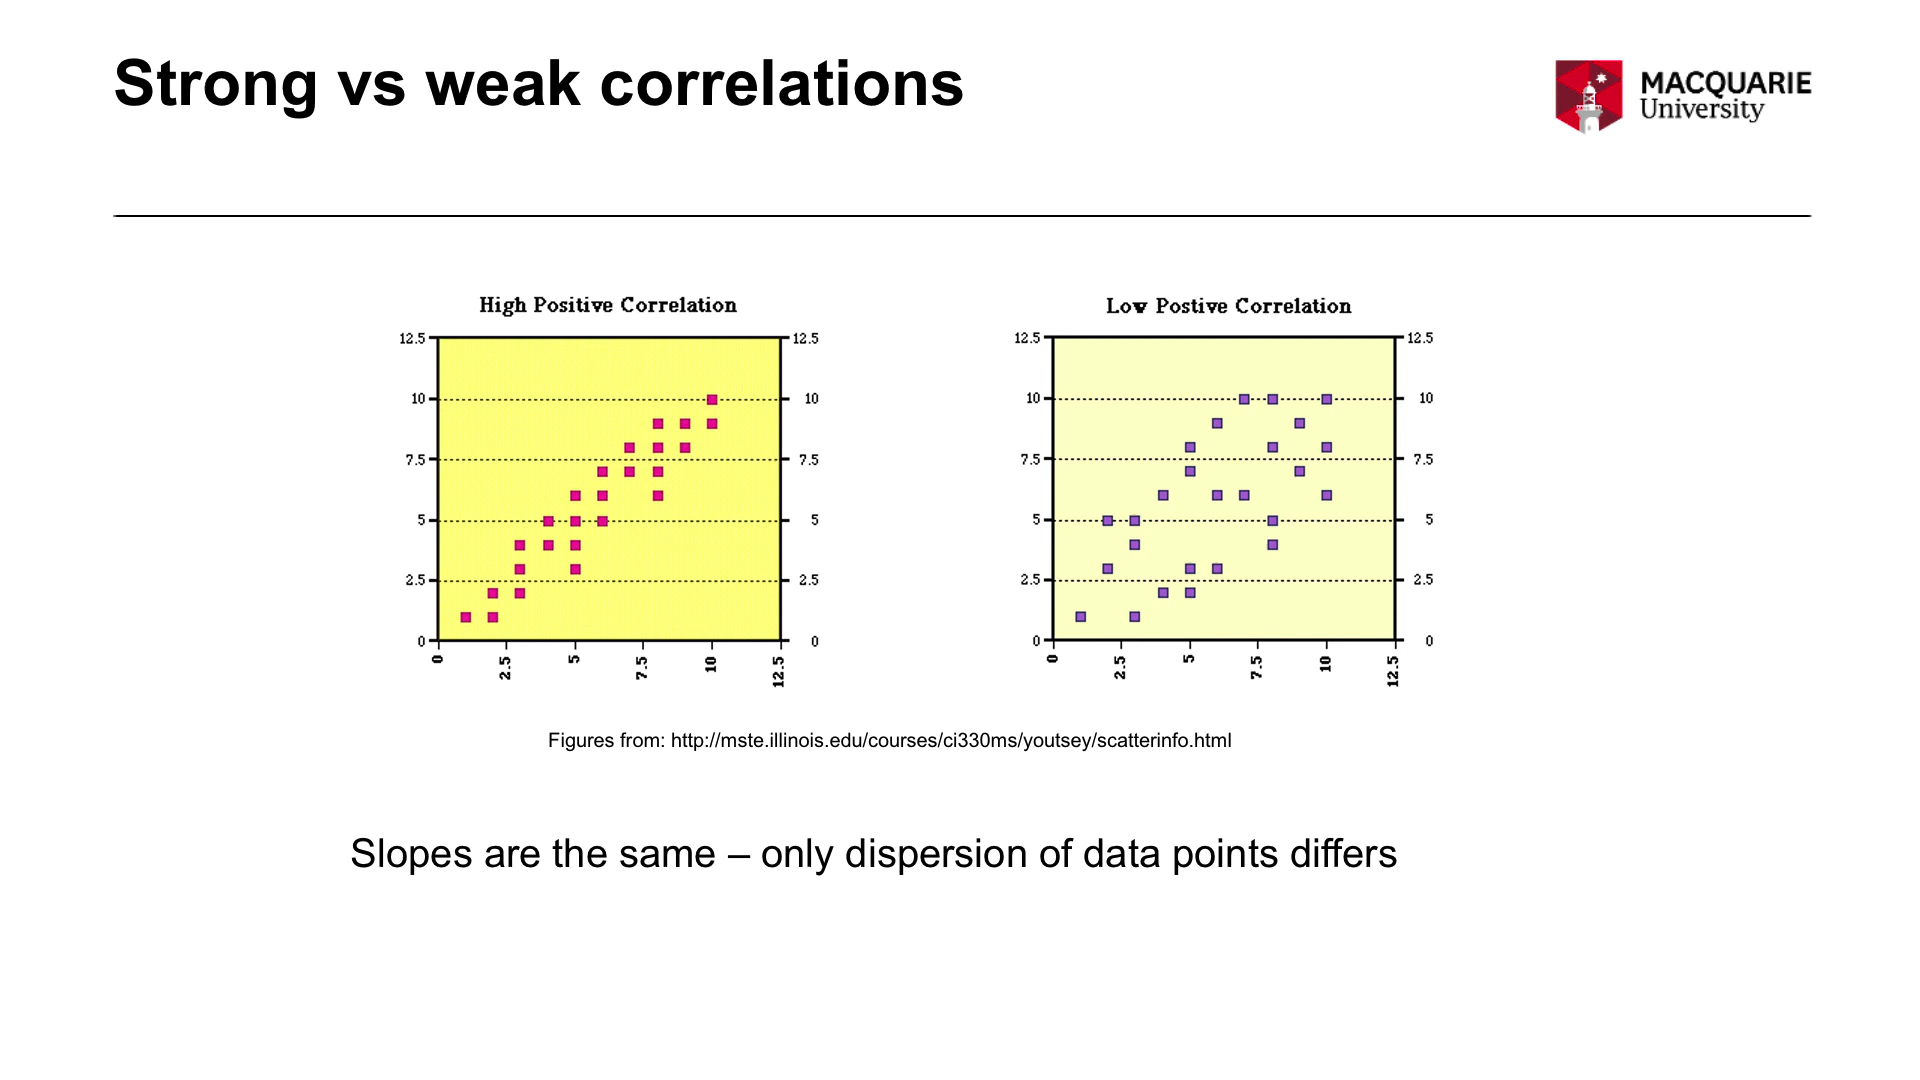 Strong vs weak correlations
MACQUARIE
University
High Positive Correlation
12.5 12.5
10 10
7.5 7.5
5 5
2.5 2.5
0 0
0 2.5 5 7.5 10 12.5
Low Postive Correlation
12.5 12.5
10 10
7.5 7.5
5 5
2.5 2.5
0 0
0 2.5 5 7.5 10 12.5
Figures from: http://mste.illinois.edu/courses/ci330ms/youtsey/scatterinfo.html
Slopes are the same – only dispersion of data points differs